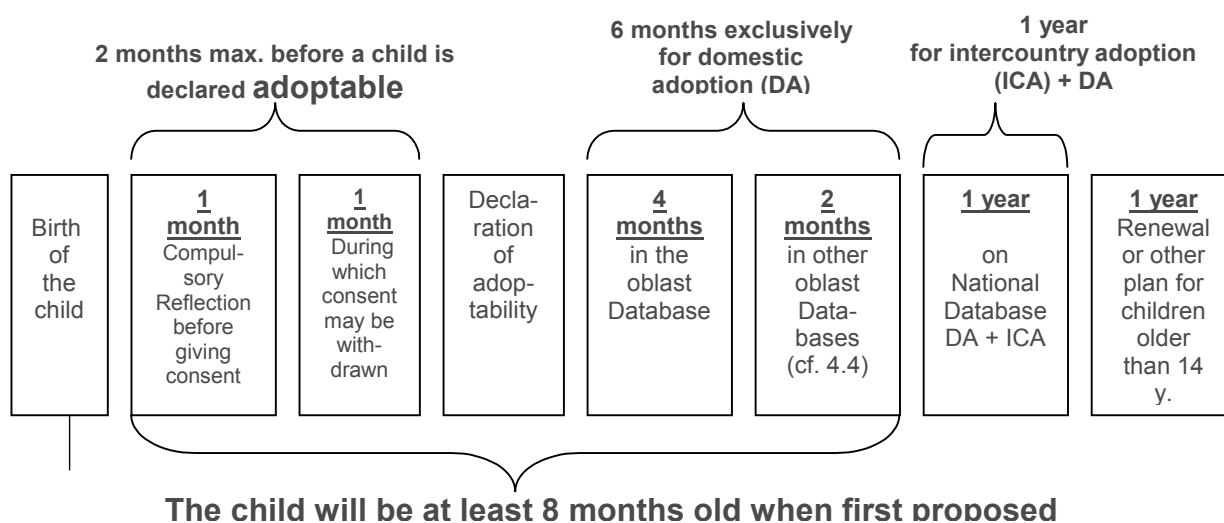 2 months max. before a child is
declared adoptable
6 months exclusively
for domestic
adoption (DA)
1 year
for intercountry adoption
(ICA) + DA
Birth
of
the
child
1
month
Compul-
sory
Reflection
before
giving
consent
1
month
During
which
consent
may be
with-
drawn
Decla-
ration
of
adop-
tability
4
months
in the
oblast
Database
2
months
in other
oblast
Data-
bases
(cf. 4.4)
1 year
on
National
Database
DA + ICA
1 year
Renewal
or other
plan for
children
older
than 14
y.
The child will be at least 8 months old when first proposed